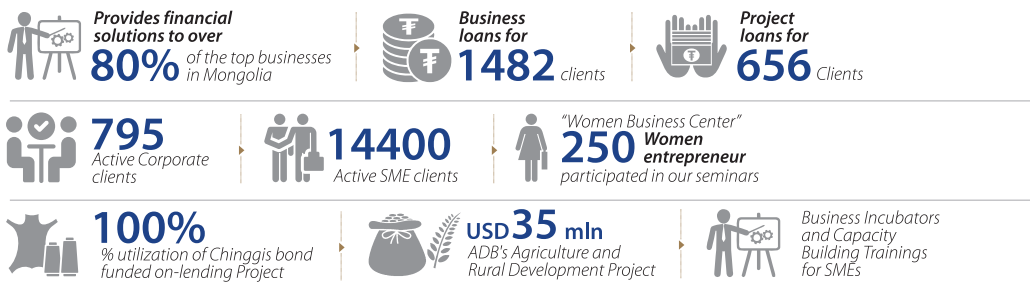 Provides financial
solutions to over
80% of the top businesses
in Mongolia
Business
loans for
1482 clients
Project
loans for
656 Clients
795
Active Corporate
clients
14400
Active SME clients
"Women Business Center"
250 Women
entrepreneur
participated in our seminars
100%
% utilization of Chinggis bond
funded on-lending Project
USD 35 mln
ADB's Agriculture and
Rural Development Project
Business Incubators
and Capacity
Building Trainings
for SMEs